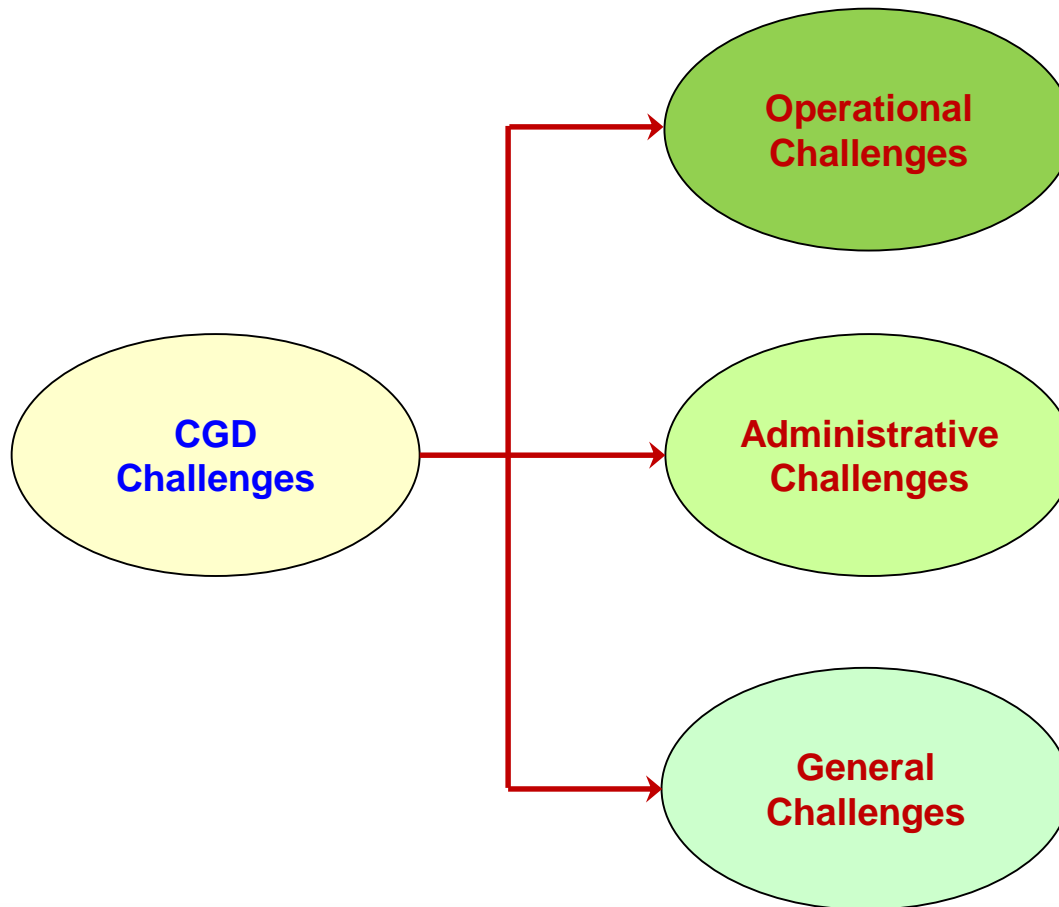 Operational
Challenges
CGD
Challenges
Administrative
Challenges
General
Challenges